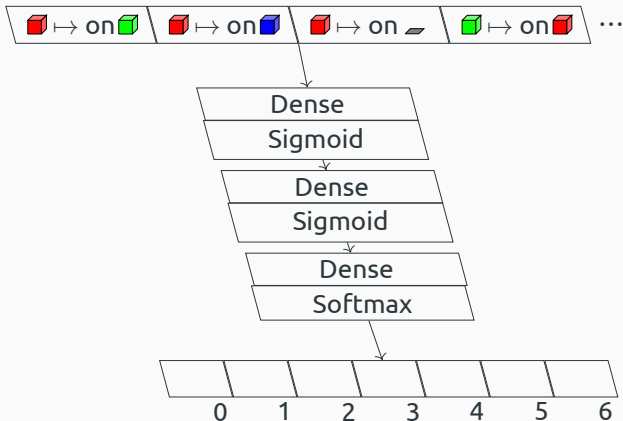 ↦ on ↦ on ↦ on ↦ on ···
Dense
Sigmoid
Dense
Sigmoid
Dense
Softmax
0 1 2 3 4 5 6